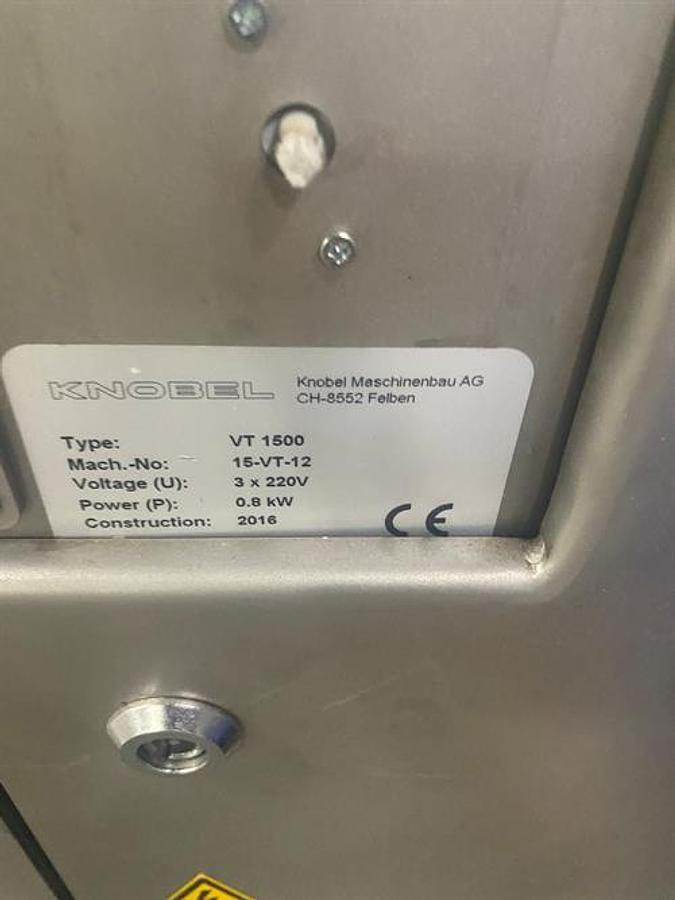 KNOBEL
Knobel Maschinenbau AG
CH-8552 Felben
Type: VT 1500
Mach.-No: 15-VT-12
Voltage (U): 3 x 220V
Power (P): 0.8 kW
Construction: 2016
CE